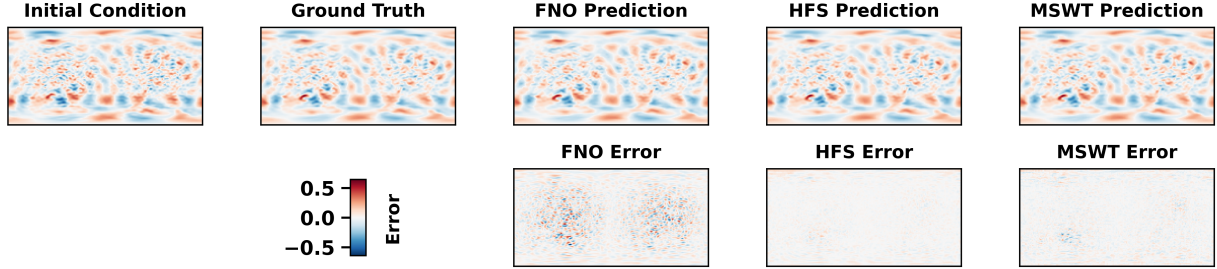 Initial Condition
Ground Truth
FNO Prediction
HFS Prediction
MSWT Prediction
FNO Error
HFS Error
MSWT Error
0.5
0.0
−0.5
Error